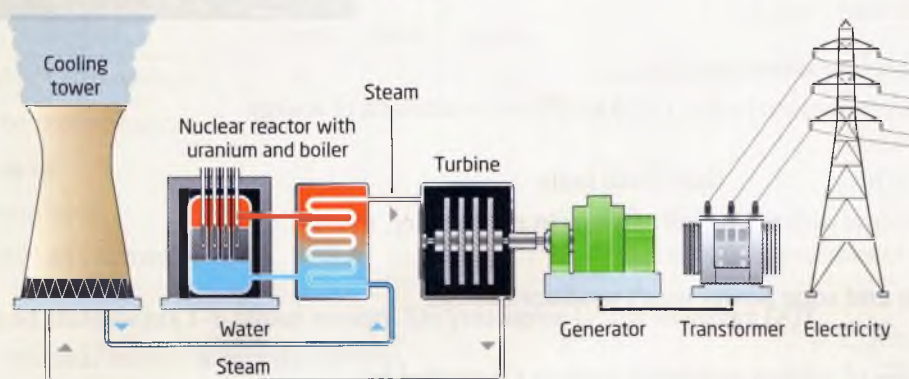 Cooling
tower
Nuclear reactor with
uranium and boiler
Steam
Turbine
Water
Steam
Generator
Transformer
Electricity